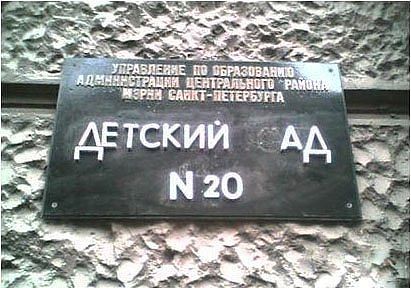 УПРАВЛЕНИЕ ПО ОБРАЗОВАНИЮ
АДМИНИСТРАЦИИ ЦЕНТРАЛЬНОГО РАЙОНА
МЭРИИ САНКТ-ПЕТЕРБУРГА
ДЕТСКИЙ АД
N 20